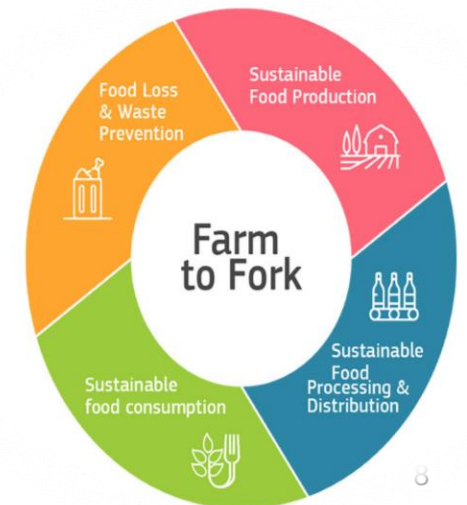 Sustainable
Food Production
Food Loss
& Waste
Prevention
Farm
to Fork
Sustainable
Food
Processing &
Distribution
Sustainable
food consumption
8